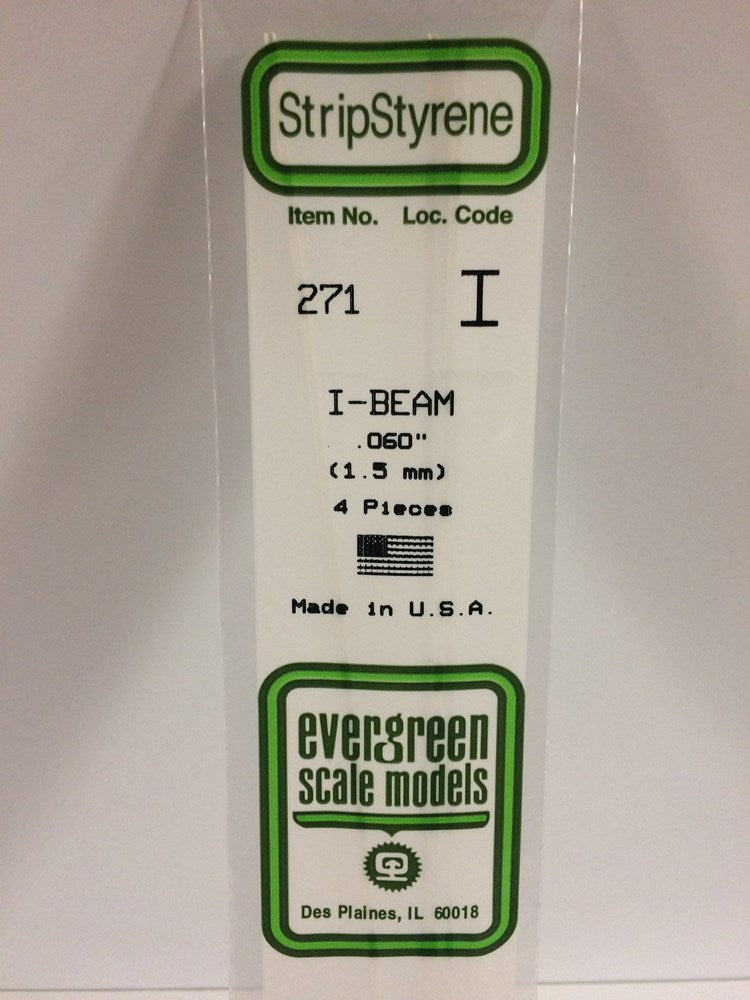 StripStyrene
Item No. Loc. Code
271 I
I-BEAM
.060"
(1.5 mm)
4 Pieces
Made in U.S.A.
evergreen
scale models
Des Plaines, IL 60018